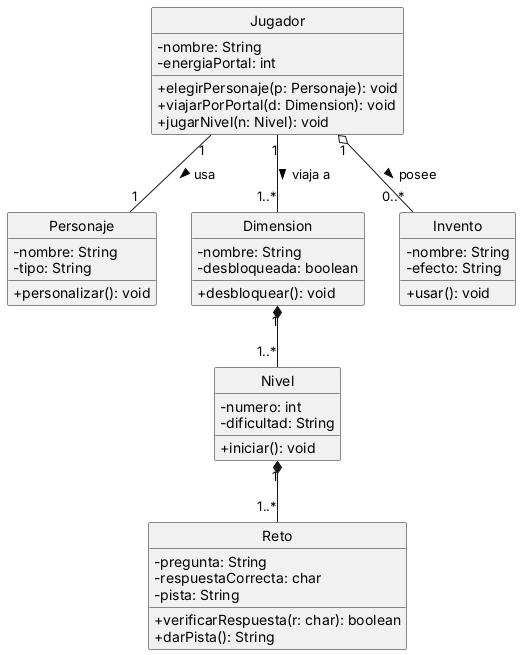 Jugador
-nombre: String
-energiaPortal: int
+elegirPersonaje(p: Personaje): void
+viajarPorPortal(d: Dimension): void
+jugarNivel(n: Nivel): void
1 1 1
usa viaja a posee
1 1..* 0..*
Personaje
-nombre: String
-tipo: String
+personalizar(): void
Dimension
-nombre: String
-desbloqueada: boolean
+desbloquear(): void
Invento
-nombre: String
-efecto: String
+usar(): void
1
1..*
Nivel
-numero: int
-dificultad: String
+iniciar(): void
1
1..*
Reto
-pregunta: String
-respuestaCorrecta: char
-pista: String
+verificarRespuesta(r: char): boolean
+darPista(): String